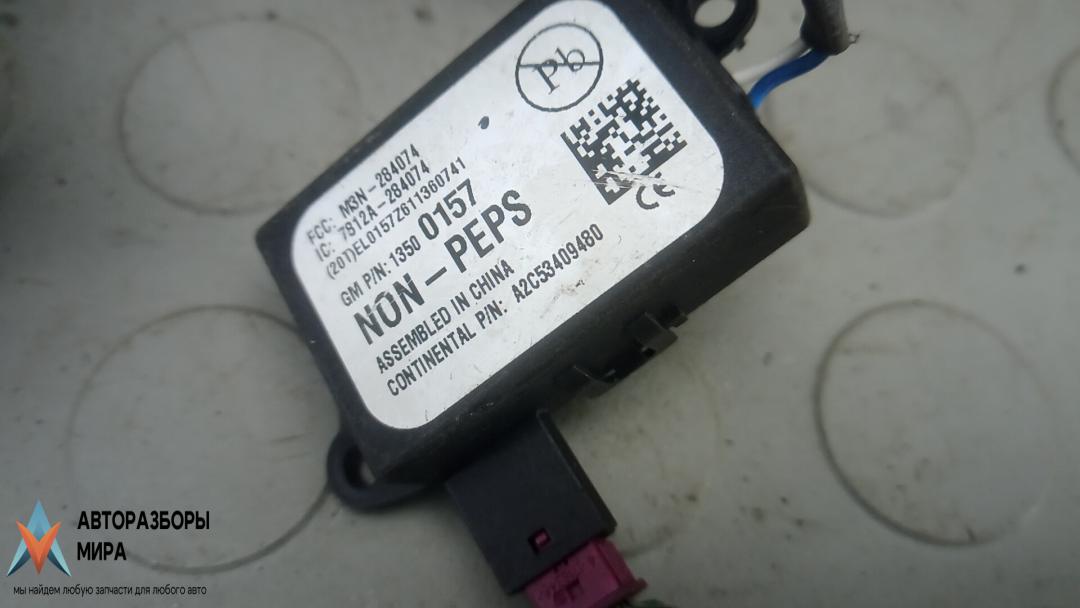 Pb
FCC: M3N-284074
IC: 7812A-284074
(20T)EL0157Z611360741
GM P/N: 1350 0157
NON-PEPS
ASSEMBLED IN CHINA
CONTINENTAL P/N: A2C53409480
CE
АВТОРАЗБОРЫ
МИРА
мы найдем любую запчасти для любого авто